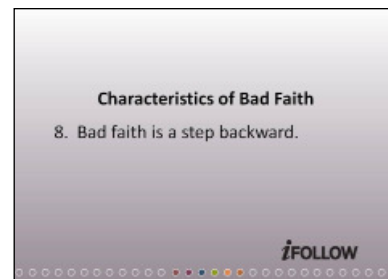 Characteristics of Bad Faith
8. Bad faith is a step backward.
iFOLLOW